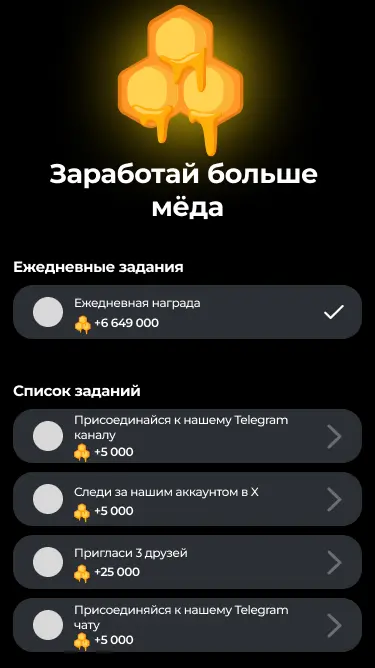 Заработай больше
мёда
Ежедневные задания
Ежедневная награда
+6 649 000
Список заданий
Присоединайся к нашему Telegram
каналу
+5 000
Следи за нашим аккаунтом в X
+5 000
Пригласи 3 друзей
+25 000
Присоединяйся к нашему Telegram
чату
+5 000